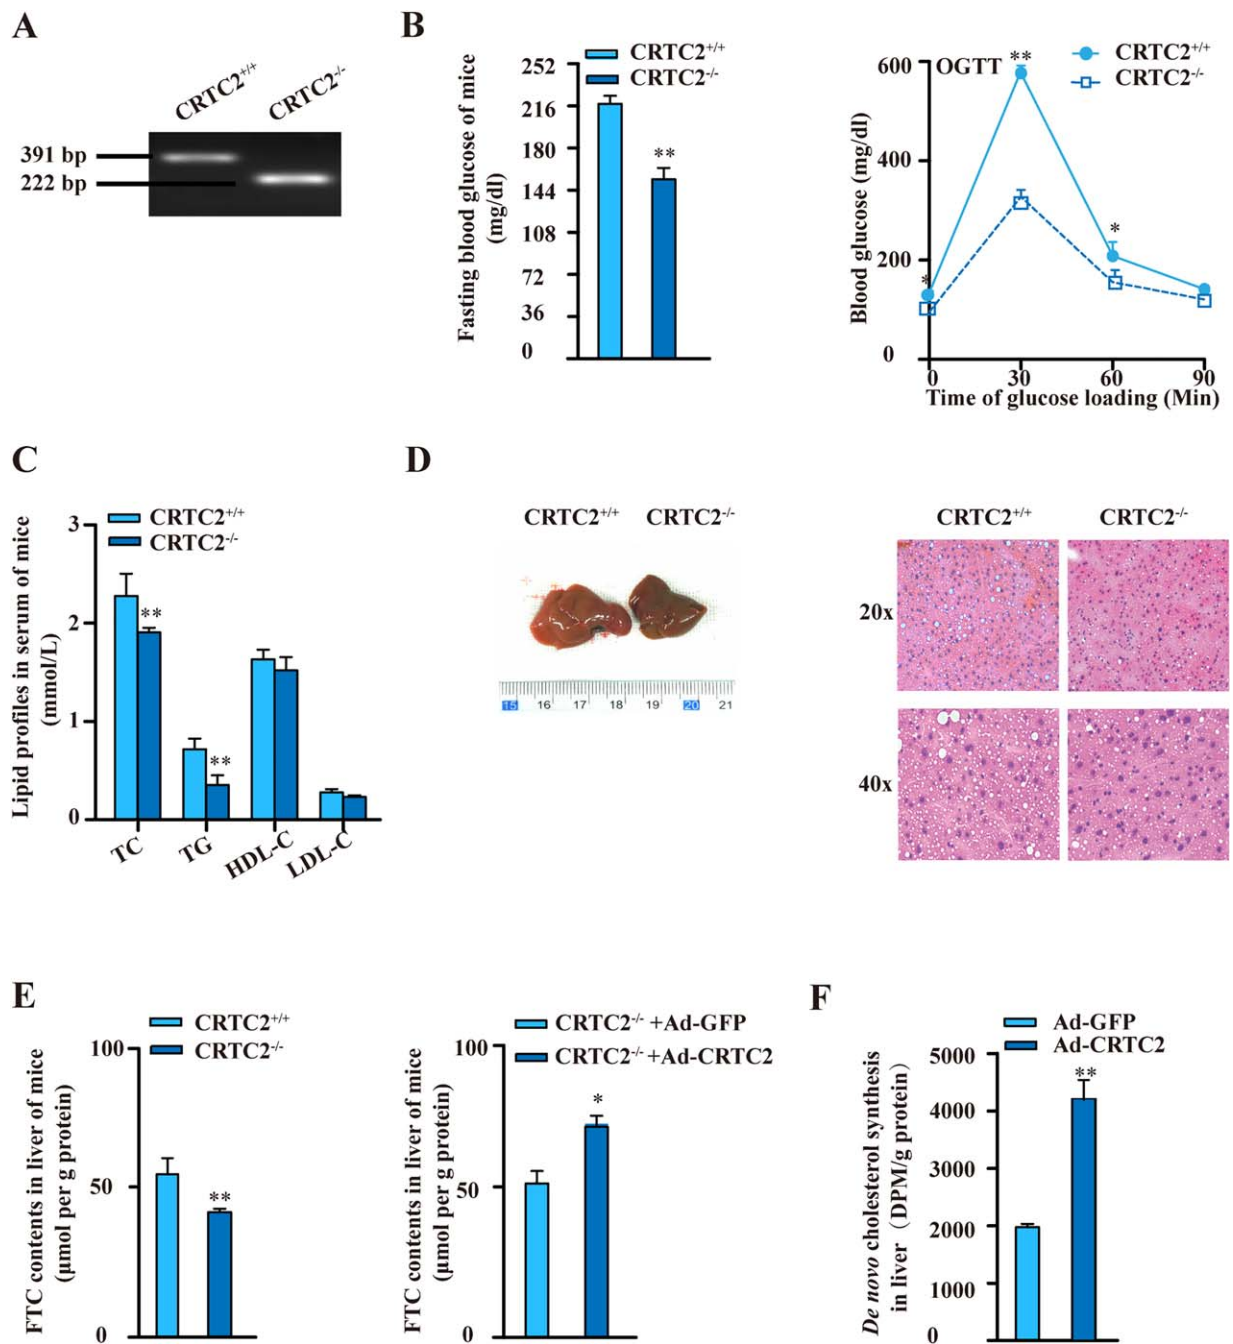 A
CRTC2+/+
CRTC2-/-
391 bp
222 bp
B
CRTC2+/+
CRTC2-/-
Fasting blood glucose of mice
(mg/dl)
252
216
180
144
108
72
36
0
**
CRTC2+/+
CRTC2-/-
OGTT
Blood glucose (mg/dl)
600
400
200
0
*
**
*
0 30 60 90
Time of glucose loading (Min)
C
CRTC2+/+
CRTC2-/-
Lipid profiles in serum of mice
(mmol/L)
3
2
1
0
**
**
TC TG HDL-C LDL-C
D
CRTC2+/+ CRTC2-/-
15 16 17 18 19 20 21
CRTC2+/+ CRTC2-/-
20x
40x
E
CRTC2+/+
CRTC2-/-
FTC contents in liver of mice
(μmol per g protein)
100
50
0
**
CRTC2-/- +Ad-GFP
CRTC2-/- +Ad-CRTC2
FTC contents in liver of mice
(μmol per g protein)
100
50
0
*
F
Ad-GFP
Ad-CRTC2
De novo cholesterol synthesis
in liver（DPM/g protein)
5000
4000
3000
2000
1000
0
**